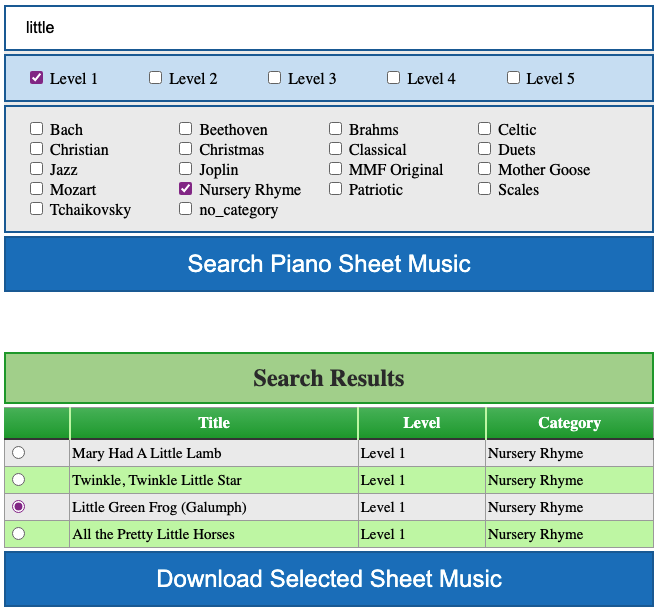 little
Level 1 Level 2 Level 3 Level 4 Level 5
Bach Beethoven Brahms Celtic
Christian Christmas Classical Duets
Jazz Joplin MMF Original Mother Goose
Mozart Nursery Rhyme Patriotic Scales
Tchaikovsky no_category
Search Piano Sheet Music
Search Results
Title Level Category
Mary Had A Little Lamb Level 1 Nursery Rhyme
Twinkle, Twinkle Little Star Level 1 Nursery Rhyme
Little Green Frog (Galumph) Level 1 Nursery Rhyme
All the Pretty Little Horses Level 1 Nursery Rhyme
Download Selected Sheet Music